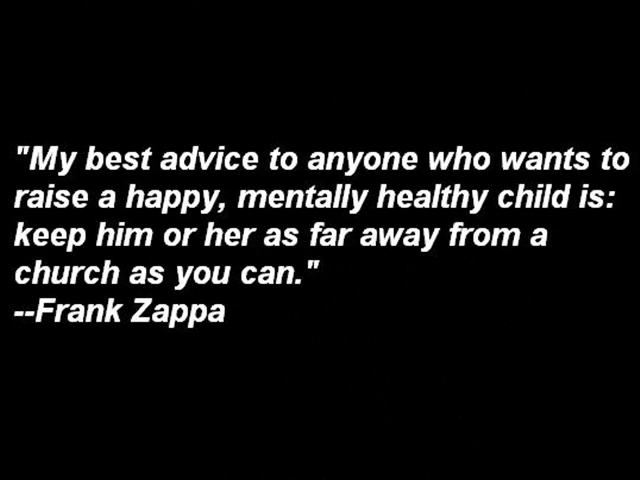 "My best advice to anyone who wants to
raise a happy, mentally healthy child is:
keep him or her as far away from a
church as you can."
--Frank Zappa